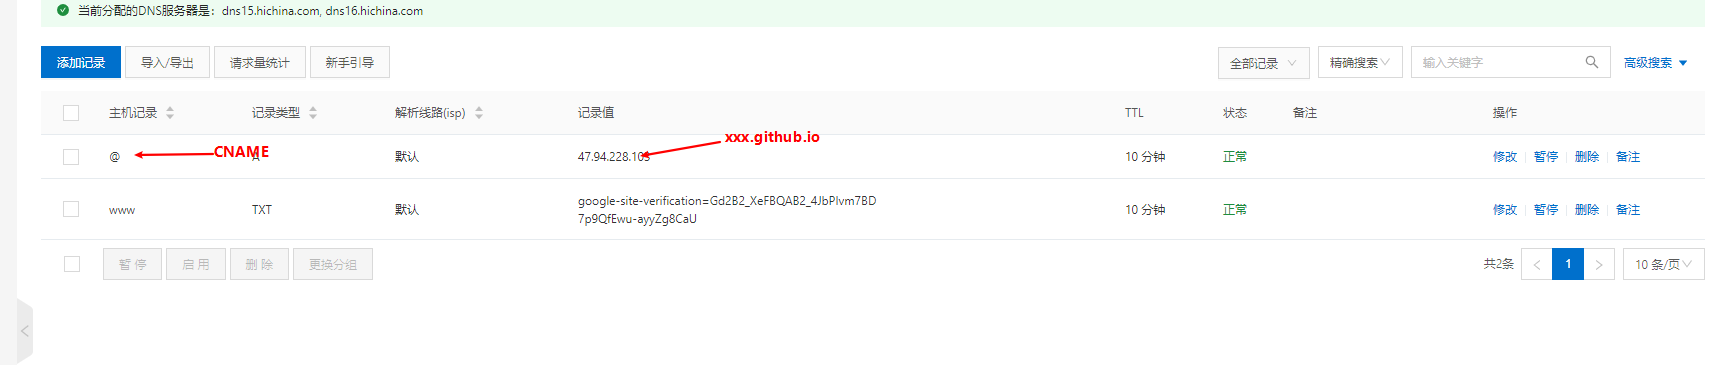 当前分配的DNS服务器是：dns15.hichina.com, dns16.hichina.com
添加记录 导入/导出 请求量统计 新手引导 全部记录 精确搜索 输入关键字 高级搜索
主机记录 记录类型 解析线路(isp) 记录值 TTL 状态 备注 操作
xxx.github.io
@ CNAME A 默认 47.94.228.103 10 分钟 正常 修改 暂停 删除 备注
www TXT 默认 google-site-verification=Gd2B2_XeFBQAB2_4JbPlvm7BD 10 分钟 正常 修改 暂停 删除 备注
7p9QfEwu-ayyZg8CaU
暂停 启用 删除 更换分组 共2条 < 1 > 10 条/页